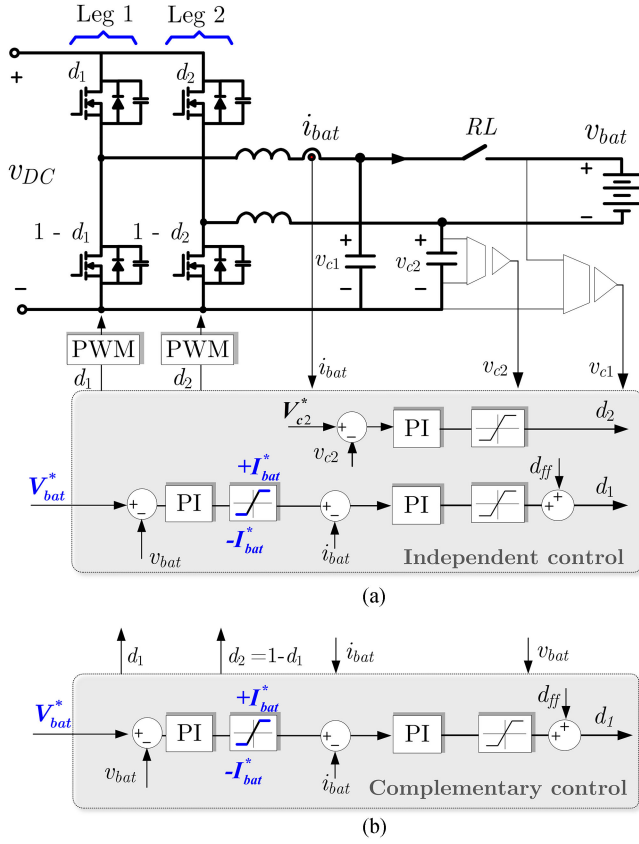 Leg 1 Leg 2
+ d1 d2
vDC
ibat RL vbat
+
1 - d1 1 - d2
+ vc1 − + vc2 − −
−
PWM PWM
d1 d2 ibat vc2 vc1
V*c2 + − PI d2
vc2
V*bat + − PI +I*bat + − PI dff + + d1
vbat -I*bat ibat
Independent control
(a)
d1 d2 =1-d1 ibat vbat
V*bat + − PI +I*bat + − PI dff + + d1
vbat -I*bat ibat
Complementary control
(b)